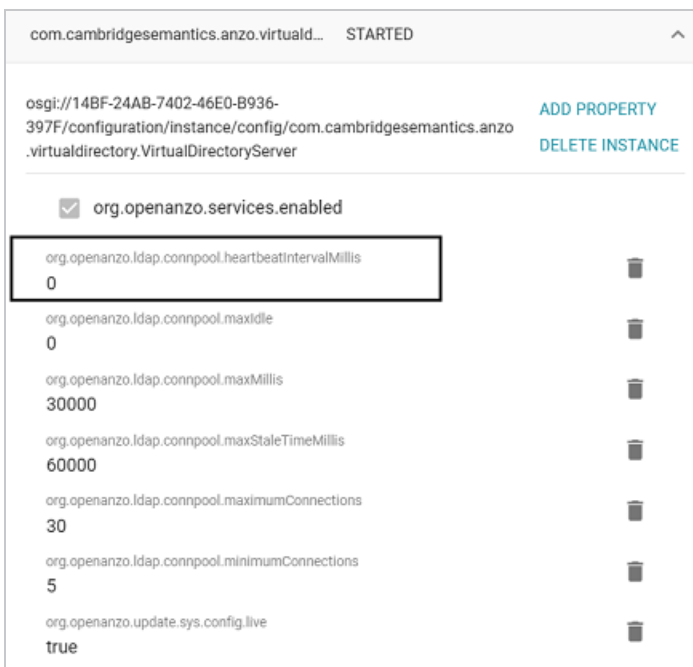 com.cambridgesemantics.anzo.virtuald... STARTED
osgi://14BF-24AB-7402-46E0-B936-
397F/configuration/instance/config/com.cambridgesemantics.anzo
.virtualdirectory.VirtualDirectoryServer
ADD PROPERTY
DELETE INSTANCE
org.openanzo.services.enabled
org.openanzo.ldap.connpool.heartbeatIntervalMillis
0
org.openanzo.ldap.connpool.maxIdle
0
org.openanzo.ldap.connpool.maxMillis
30000
org.openanzo.ldap.connpool.maxStaleTimeMillis
60000
org.openanzo.ldap.connpool.maximumConnections
30
org.openanzo.ldap.connpool.minimumConnections
5
org.openanzo.update.sys.config.live
true